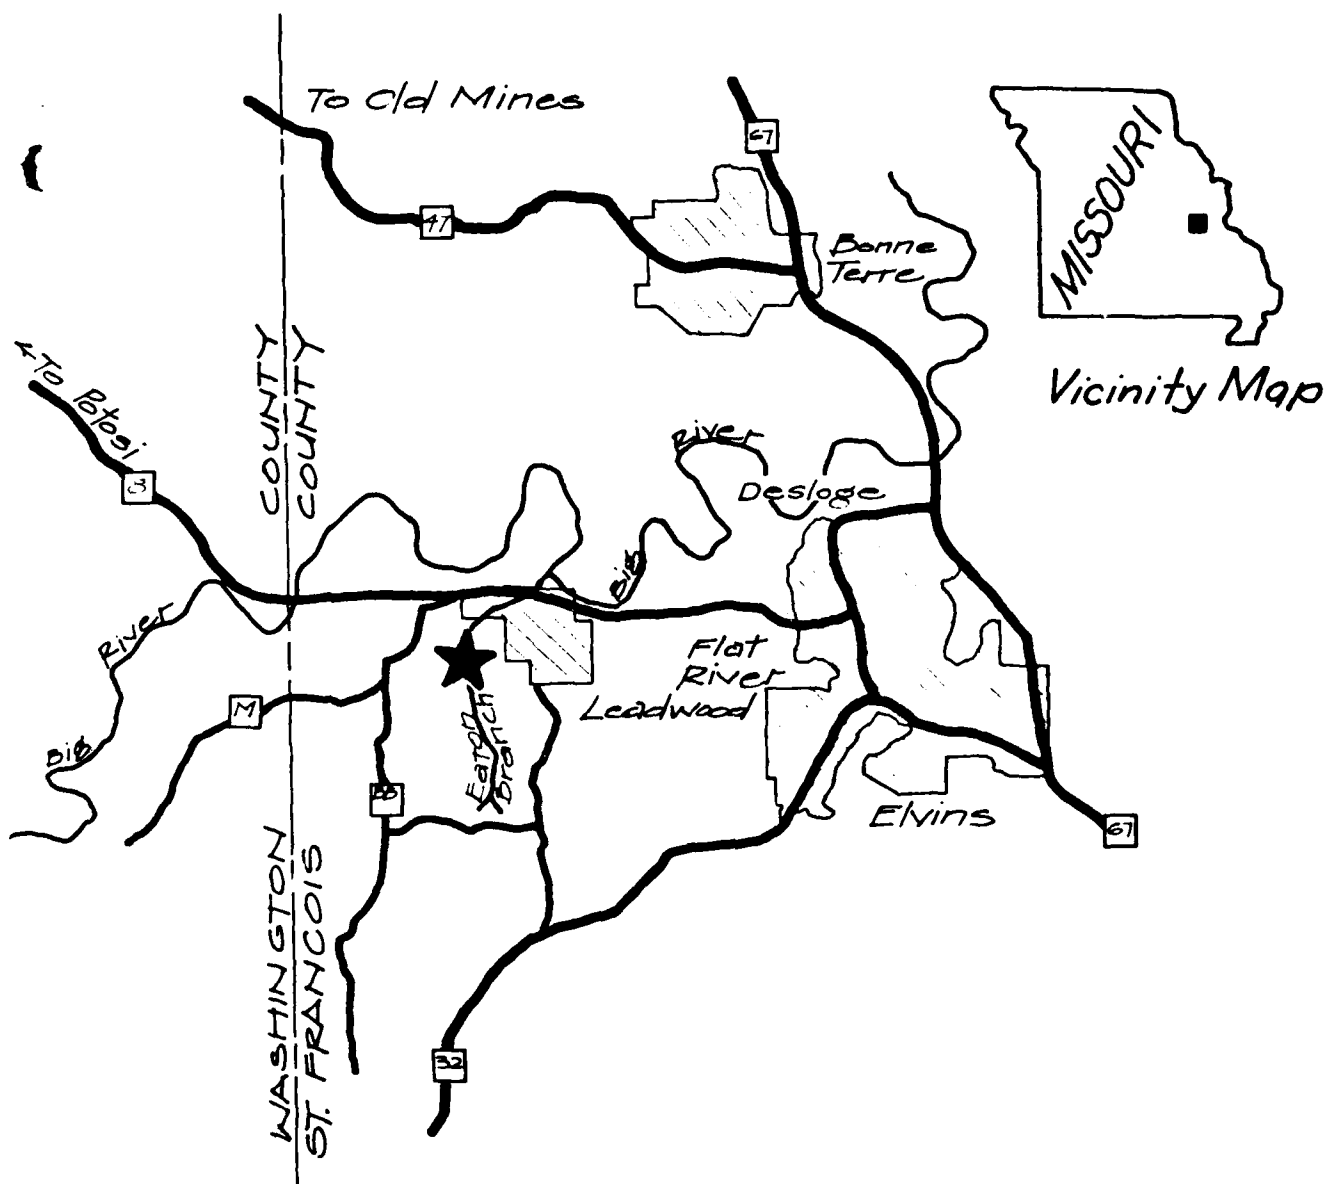 To Old Mines
67
47
MISSOURI
Bonne
Terre
Vicinity Map
To Potosi
COUNTY
COUNTY
River
Desloge
Big
River
Flat
River
Leadwood
M
Big
Eaton
Branch
BB
Elvins
67
WASHINGTON
ST. FRANCOIS
32